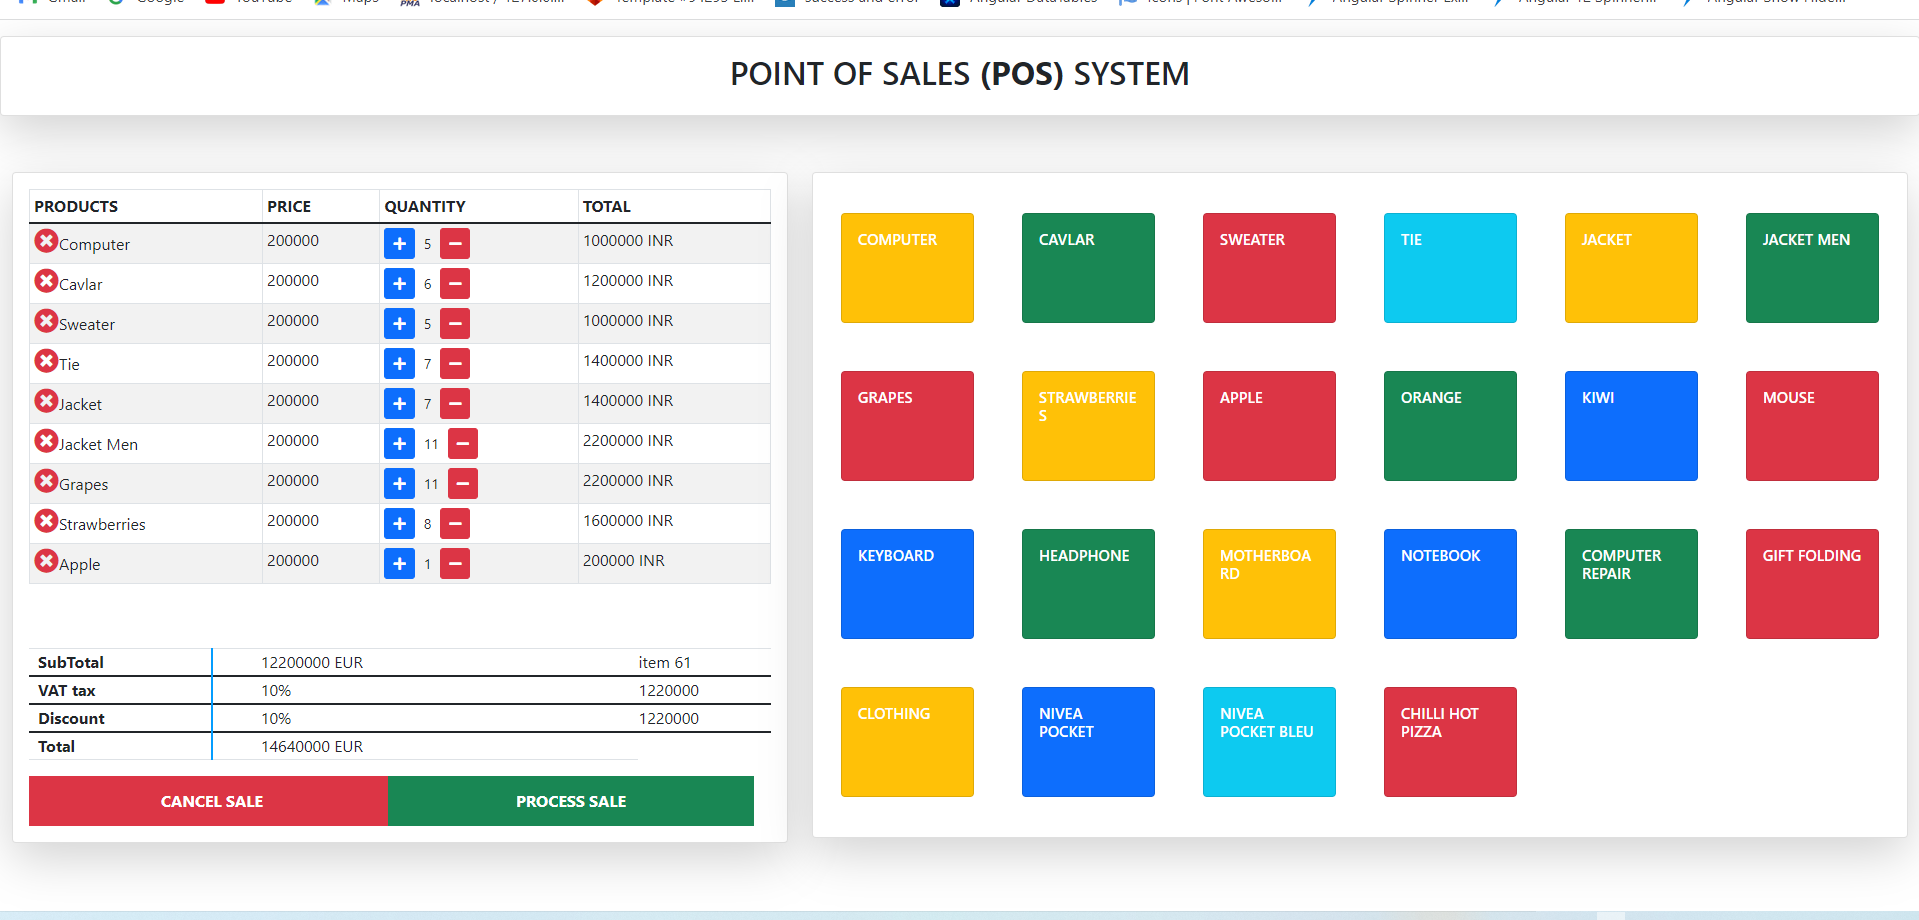 POINT OF SALES (POS) SYSTEM
PRODUCTS PRICE QUANTITY TOTAL
Computer 200000 + 5 − 1000000 INR
Cavlar 200000 + 6 − 1200000 INR
Sweater 200000 + 5 − 1000000 INR
Tie 200000 + 7 − 1400000 INR
Jacket 200000 + 7 − 1400000 INR
Jacket Men 200000 + 11 − 2200000 INR
Grapes 200000 + 11 − 2200000 INR
Strawberries 200000 + 8 − 1600000 INR
Apple 200000 + 1 − 200000 INR
SubTotal 12200000 EUR item 61
VAT tax 10% 1220000
Discount 10% 1220000
Total 14640000 EUR
CANCEL SALE PROCESS SALE
COMPUTER CAVLAR SWEATER TIE JACKET JACKET MEN
GRAPES STRAWBERRIE APPLE ORANGE KIWI MOUSE
S
KEYBOARD HEADPHONE MOTHERBOA NOTEBOOK COMPUTER GIFT FOLDING
RD REPAIR
CLOTHING NIVEA NIVEA CHILLI HOT
POCKET POCKET BLEU PIZZA